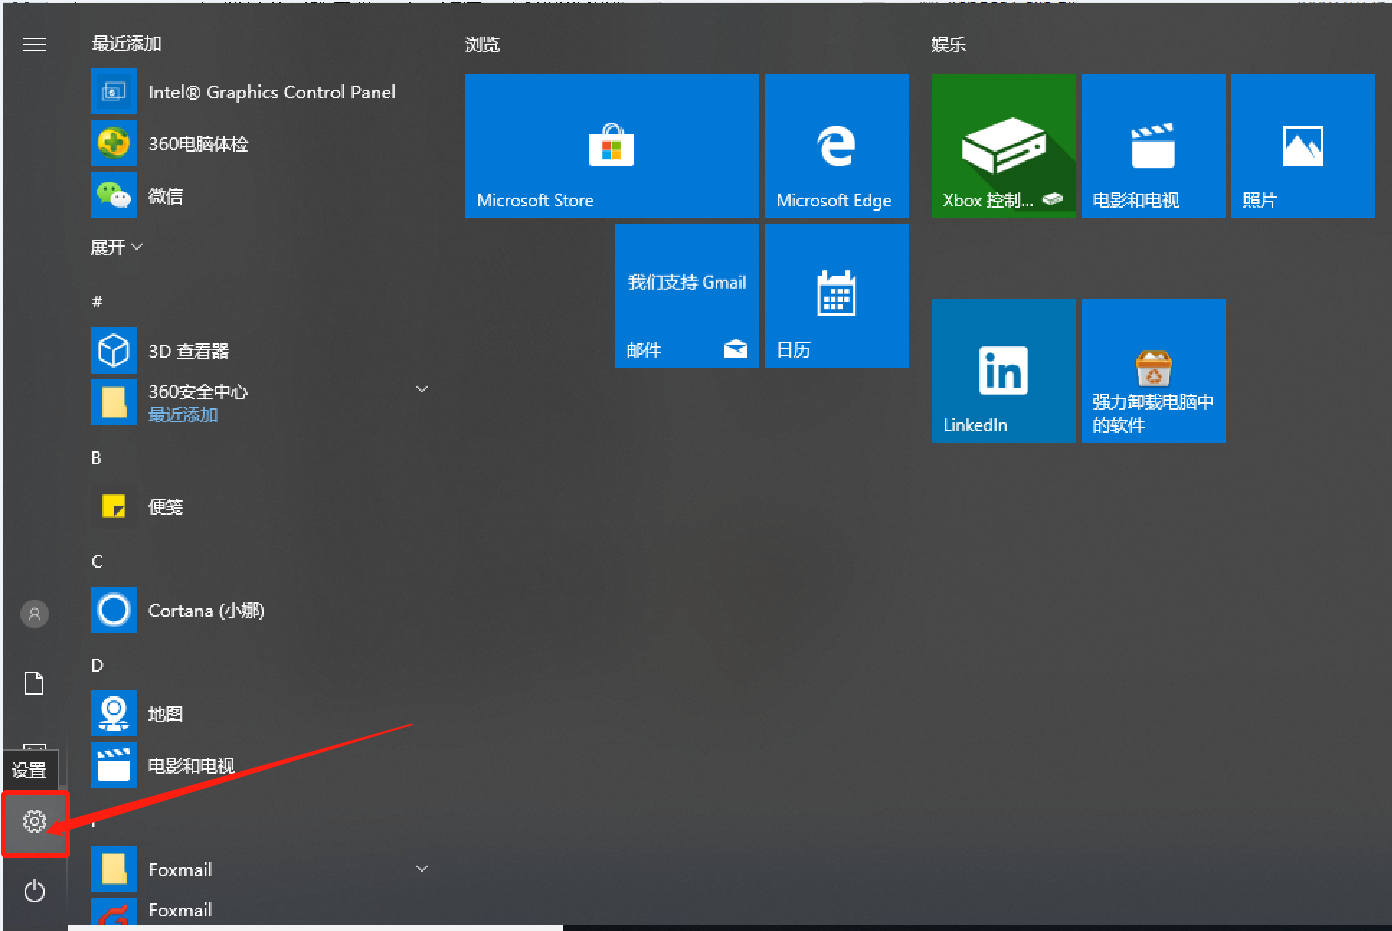 最近添加
Intel® Graphics Control Panel
360电脑体检
微信
展开
#
3D 查看器
360安全中心
最近添加
B
便笺
C
Cortana (小娜)
D
地图
电影和电视
设置
Foxmail
Foxmail
浏览
Microsoft Store
Microsoft Edge
我们支持 Gmail
邮件
日历
娱乐
Xbox 控制...
电影和电视
照片
LinkedIn
强力卸载电脑中
的软件